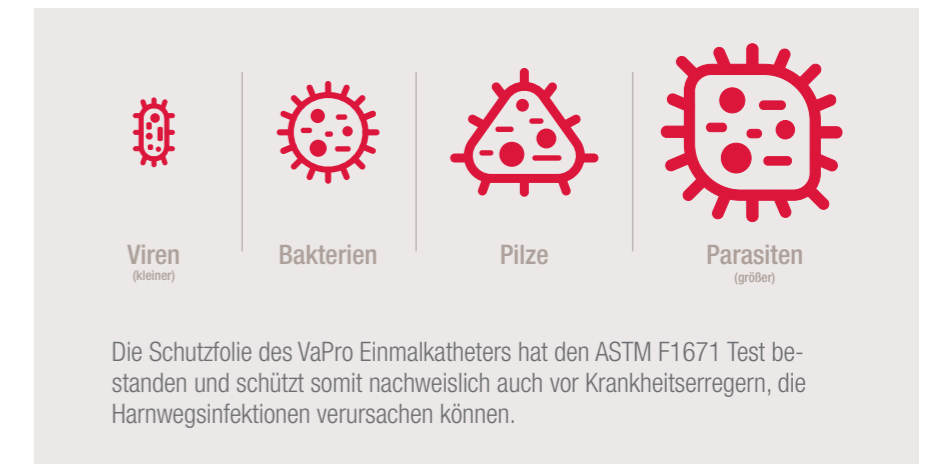 Viren
(kleiner)
Bakterien
Pilze
Parasiten
(größer)
Die Schutzfolie des VaPro Einmalkatheters hat den ASTM F1671 Test be-
standen und schützt somit nachweislich auch vor Krankheitserregern, die
Harnwegsinfektionen verursachen können.